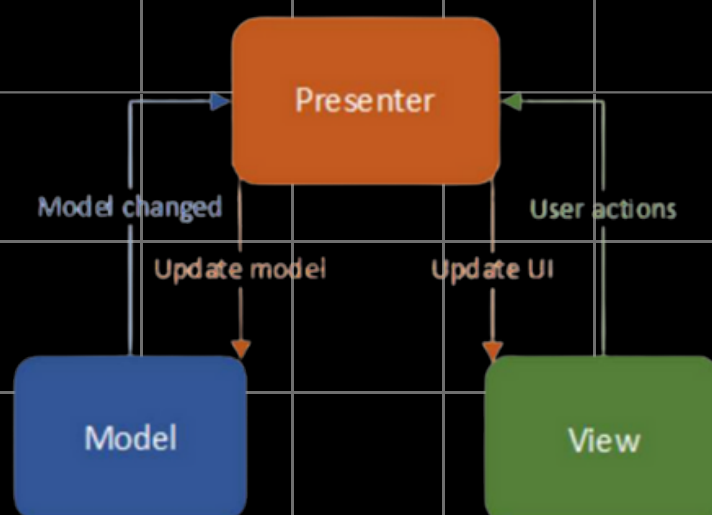 Presenter
Model changed
User actions
Update model
Update UI
Model
View